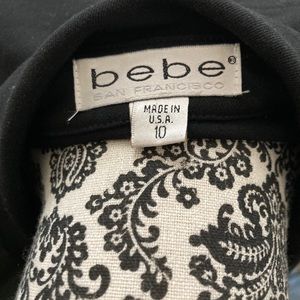 bebe®
SAN FRANCISCO
MADE IN
U.S.A.
10